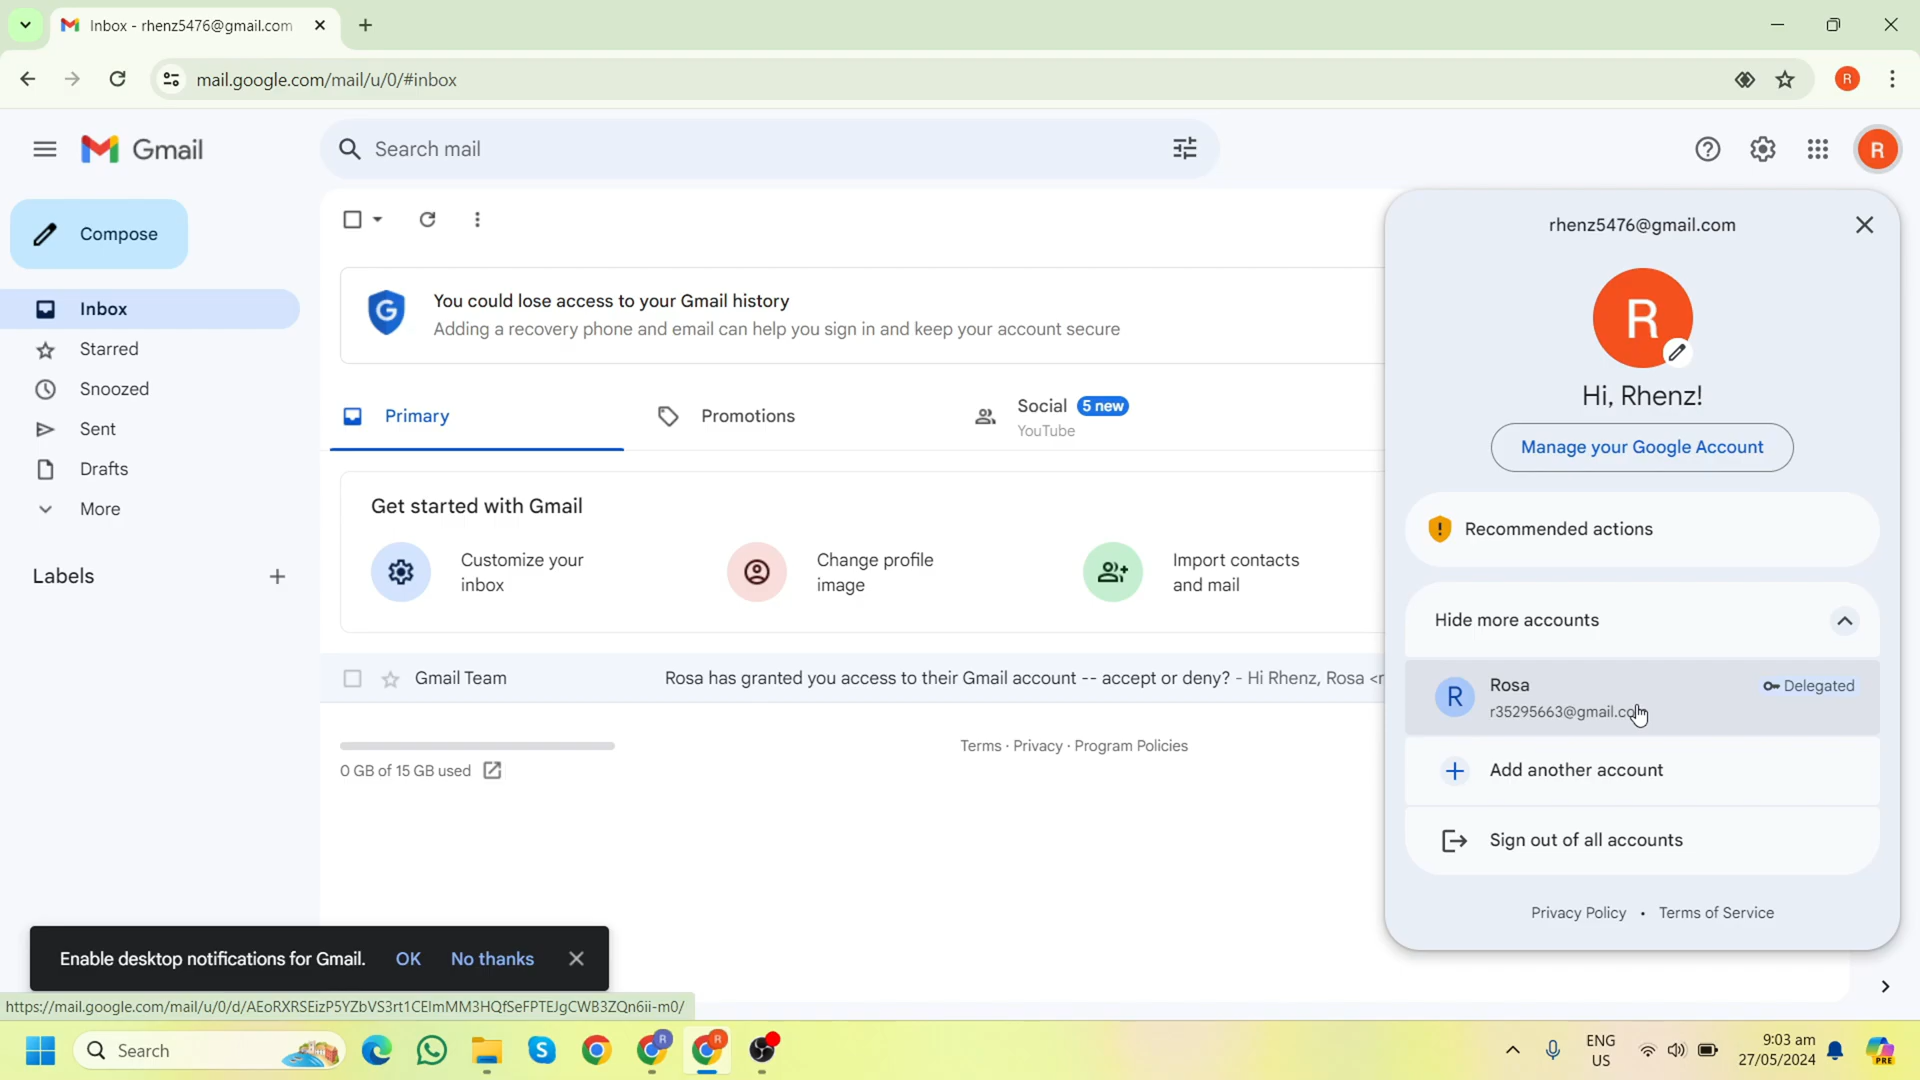 Inbox - rhenz5476@gmail.com
mail.google.com/mail/u/0/#inbox
R
Gmail
Search mail
R
Compose
Inbox
Starred
Snoozed
Sent
Drafts
More
Labels
You could lose access to your Gmail history
Adding a recovery phone and email can help you sign in and keep your account secure
Primary
Promotions
Social 5 new
YouTube
Get started with Gmail
Customize your
inbox
Change profile
image
Import contacts
and mail
Gmail Team Rosa has granted you access to their Gmail account -- accept or deny? - Hi Rhenz, Rosa <r
0 GB of 15 GB used
Terms · Privacy · Program Policies
rhenz5476@gmail.com
R
Hi, Rhenz!
Manage your Google Account
Recommended actions
Hide more accounts
R
Rosa
Delegated
r35295663@gmail.co
Add another account
Sign out of all accounts
Privacy Policy • Terms of Service
Enable desktop notifications for Gmail. OK No thanks
https://mail.google.com/mail/u/0/d/AEoRXRSEizP5YZbVS3rt1CEImMM3HQfSeFPTEJgCWB3ZQn6ii-m0/
Search
R
R
ENG
US
9:03 am
27/05/2024
PRE